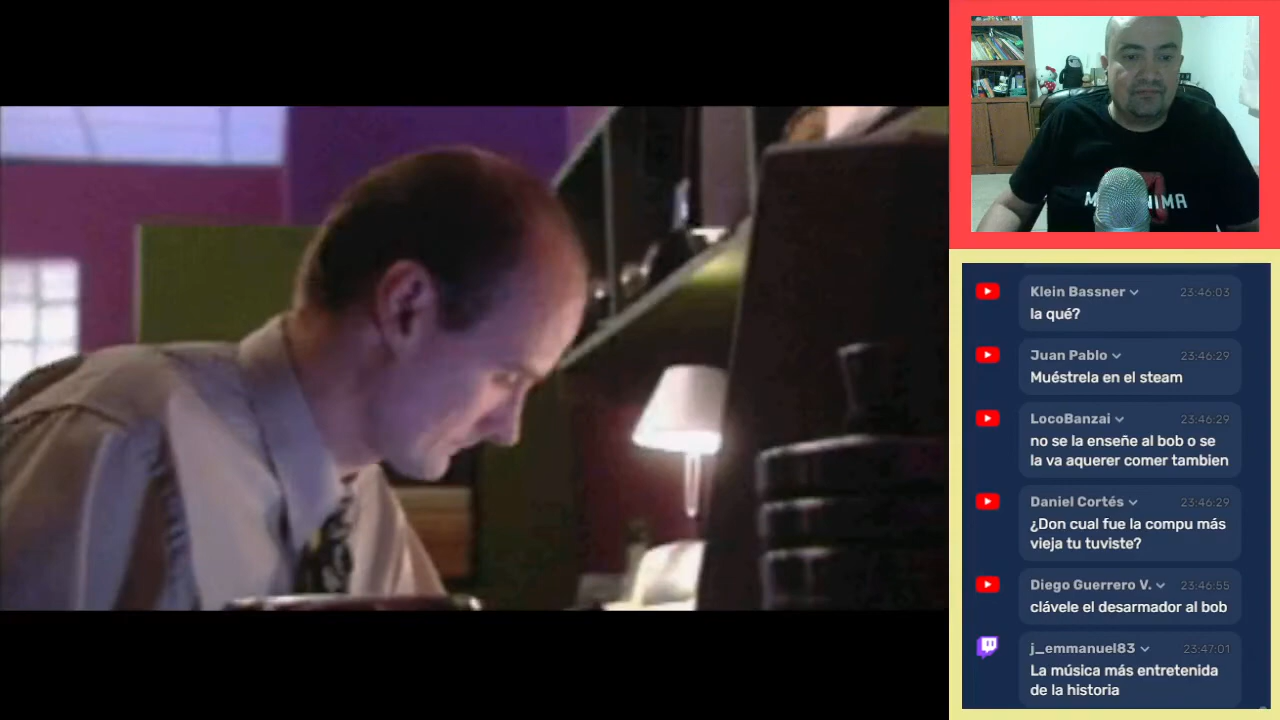 Klein Bassner 23:46:03
la qué?
Juan Pablo 23:46:29
Muéstrela en el steam
LocoBanzai 23:46:29
no se la enseñe al bob o se
la va aquerer comer tambien
Daniel Cortés 23:46:29
¿Don cual fue la compu más
vieja tu tuviste?
Diego Guerrero V. 23:46:55
clávele el desarmador al bob
j_emmanuel83 23:47:01
La música más entretenida
de la historia